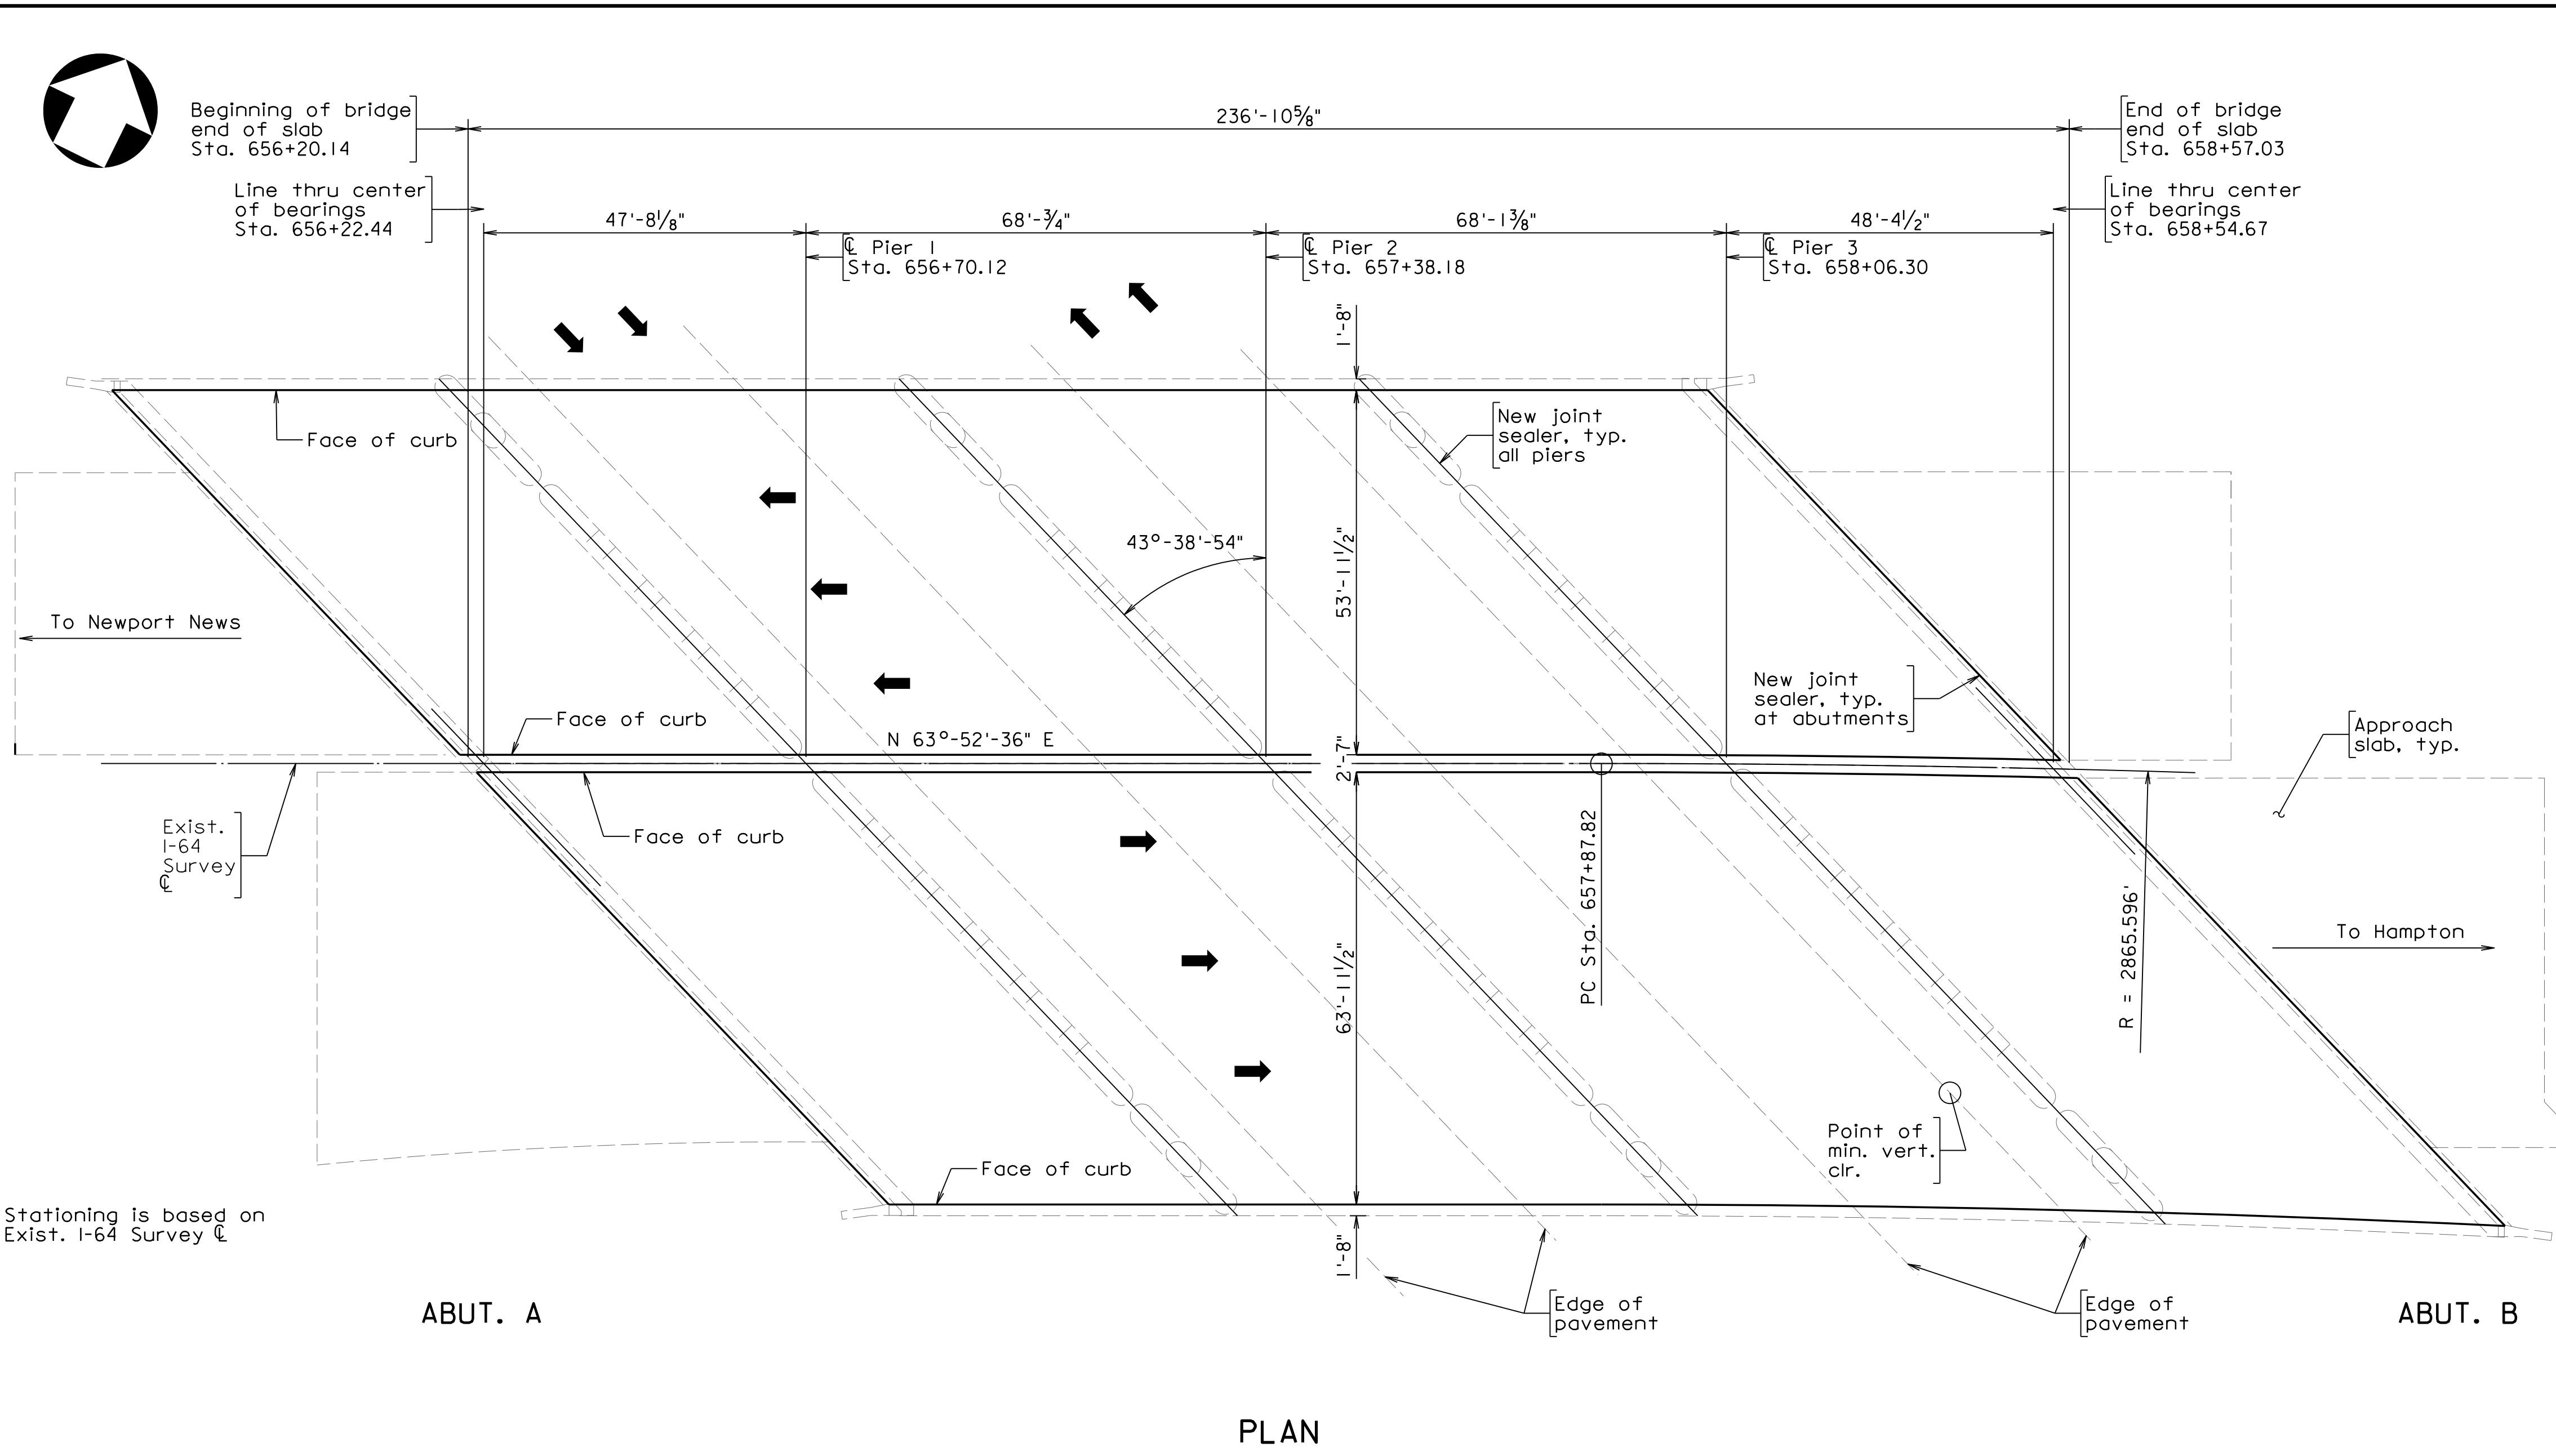 236'-10⅝"
Beginning of bridge
end of slab
Sta. 656+20.14
End of bridge
end of slab
Sta. 658+57.03
Line thru center
of bearings
Sta. 656+22.44
Line thru center
of bearings
Sta. 658+54.67
47'-8⅛"
68'-¾"
68'-1⅜"
48'-4½"
℄ Pier 1
Sta. 656+70.12
℄ Pier 2
Sta. 657+38.18
℄ Pier 3
Sta. 658+06.30
1'-8"
Face of curb
New joint
sealer, typ.
all piers
43°-38'-54"
53'-11½"
To Newport News
New joint
sealer, typ.
at abutments
Face of curb
N 63°-52'-36" E
2'-7"
Approach
slab, typ.
Exist.
I-64
Survey
℄
Face of curb
PC Sta. 657+87.82
R = 2865.596'
To Hampton
63'-11½"
Point of
min. vert.
clr.
Face of curb
Stationing is based on
Exist. I-64 Survey ℄
1'-8"
Edge of
pavement
Edge of
pavement
ABUT. A
ABUT. B
PLAN